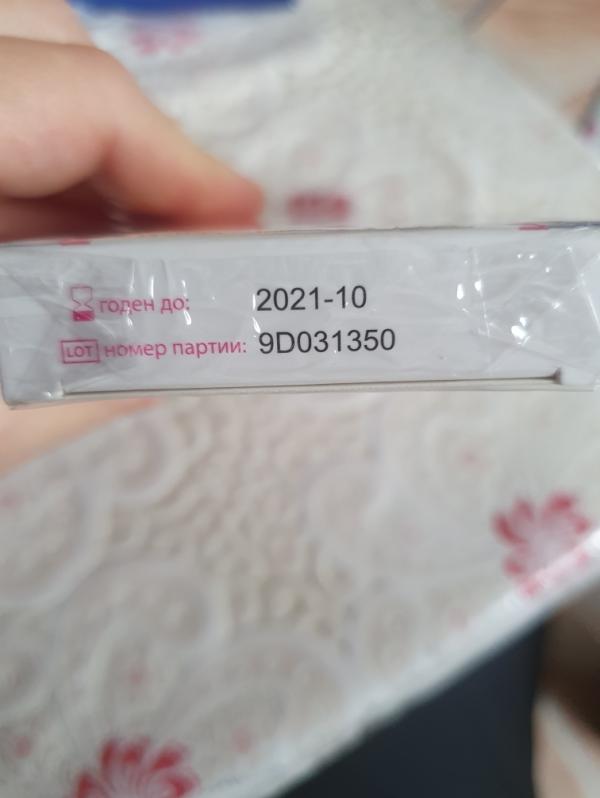 годен до: 2021-10
LOT номер партии: 9D031350